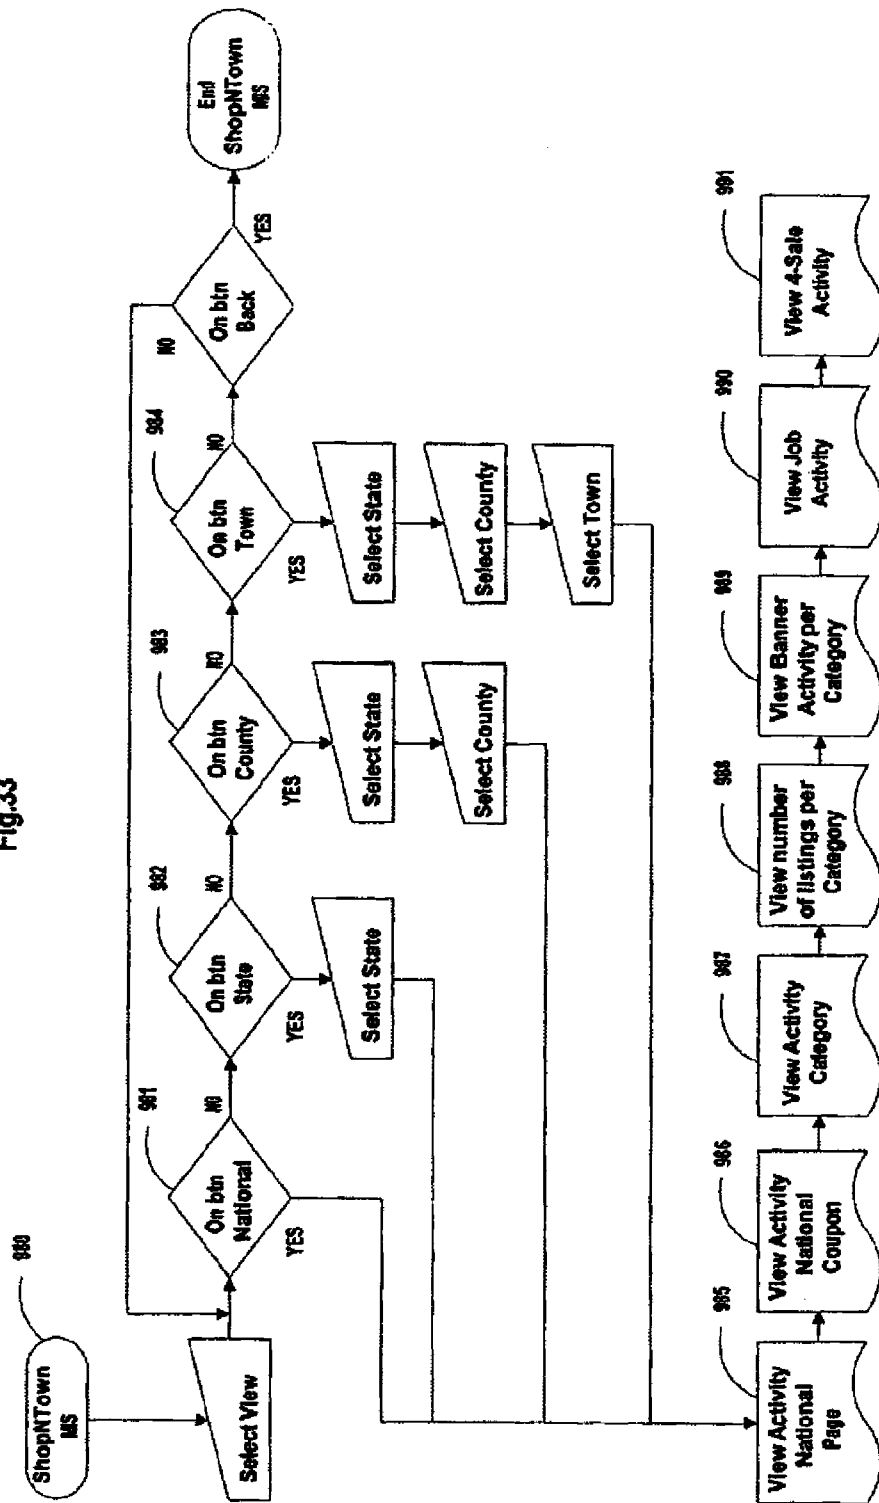 Fig.33
980
ShopNTown
MIS
Select View
981
On btn
National
YES
NO
982
On btn
State
YES
NO
Select State
983
On btn
County
YES
NO
Select State
Select County
984
On btn
Town
YES
NO
Select State
Select County
Select Town
On btn
Back
NO
YES
End
ShopNTown
MIS
985
View Activity
National
Page
986
View Activity
National
Coupon
987
View Activity
Category
988
View number
of listings per
Category
989
View Banner
Activity per
Category
990
View Job
Activity
991
View 4-Sale
Activity